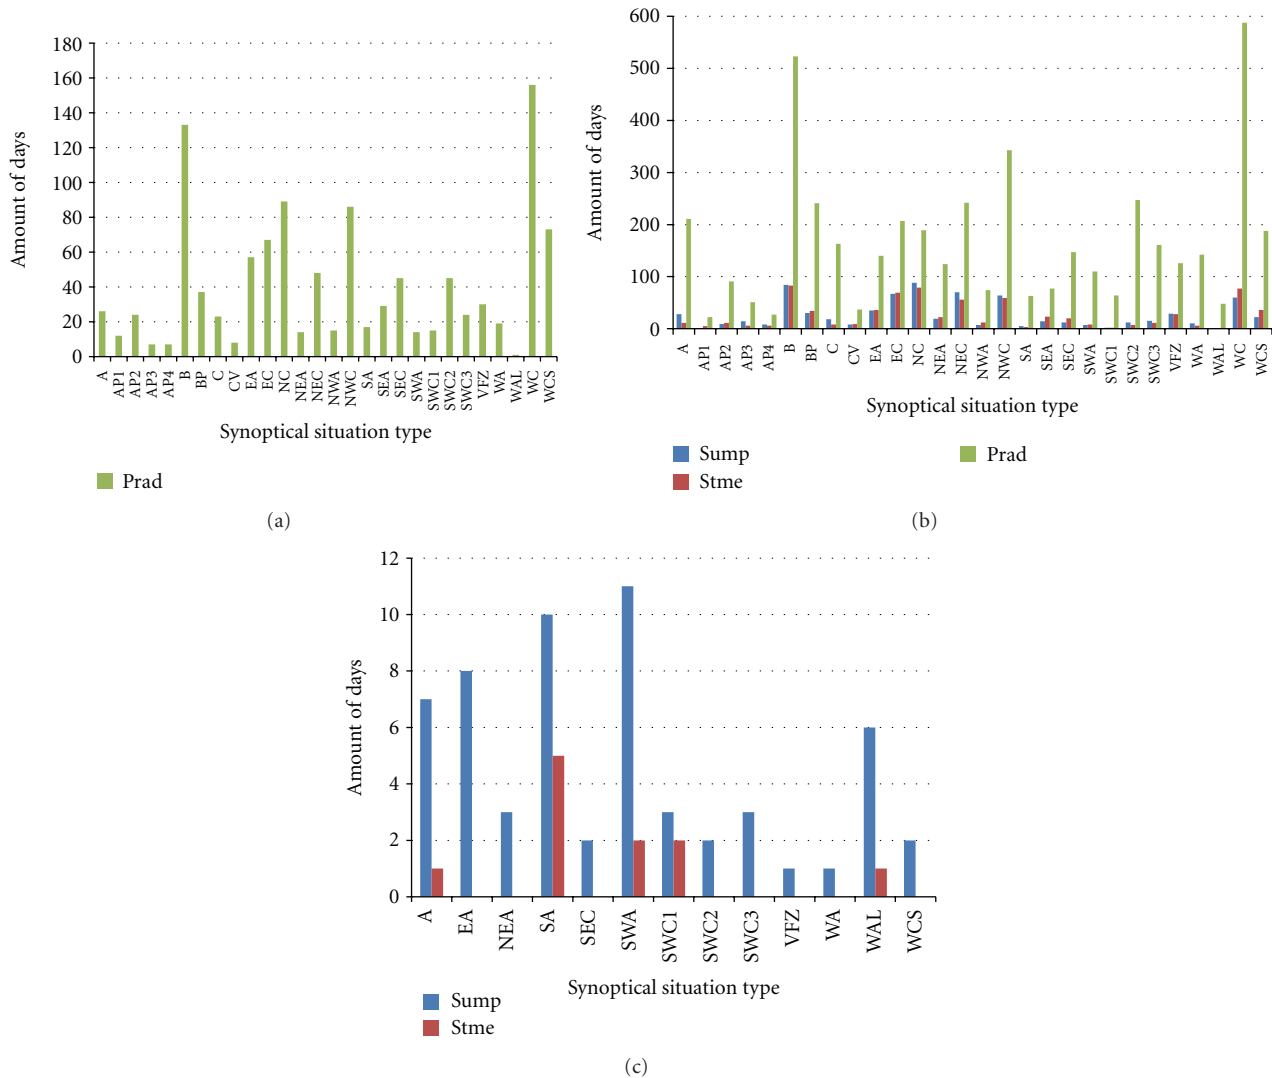 180
160
140
120
100
80
60
40
20
0
Amount of days
A AP1 AP2 AP3 AP4 B BP C CV EA EC NC NEA NEC NWA NWC SA SEA SEC SWA SWC1 SWC2 SWC3 VFZ WA WAL WC WCS
Synoptical situation type
Prad
(a)
600
500
400
300
200
100
0
Amount of days
A AP1 AP2 AP3 AP4 B BP C CV EA EC NC NEA NEC NWA NWC SA SEA SEC SWA SWC1 SWC2 SWC3 VFZ WA WAL WC WCS
Synoptical situation type
Sump Prad
Stme
(b)
12
10
8
6
4
2
0
Amount of days
A EA NEA SA SEC SWA SWC1 SWC2 SWC3 VFZ WA WAL WCS
Synoptical situation type
Sump
Stme
(c)